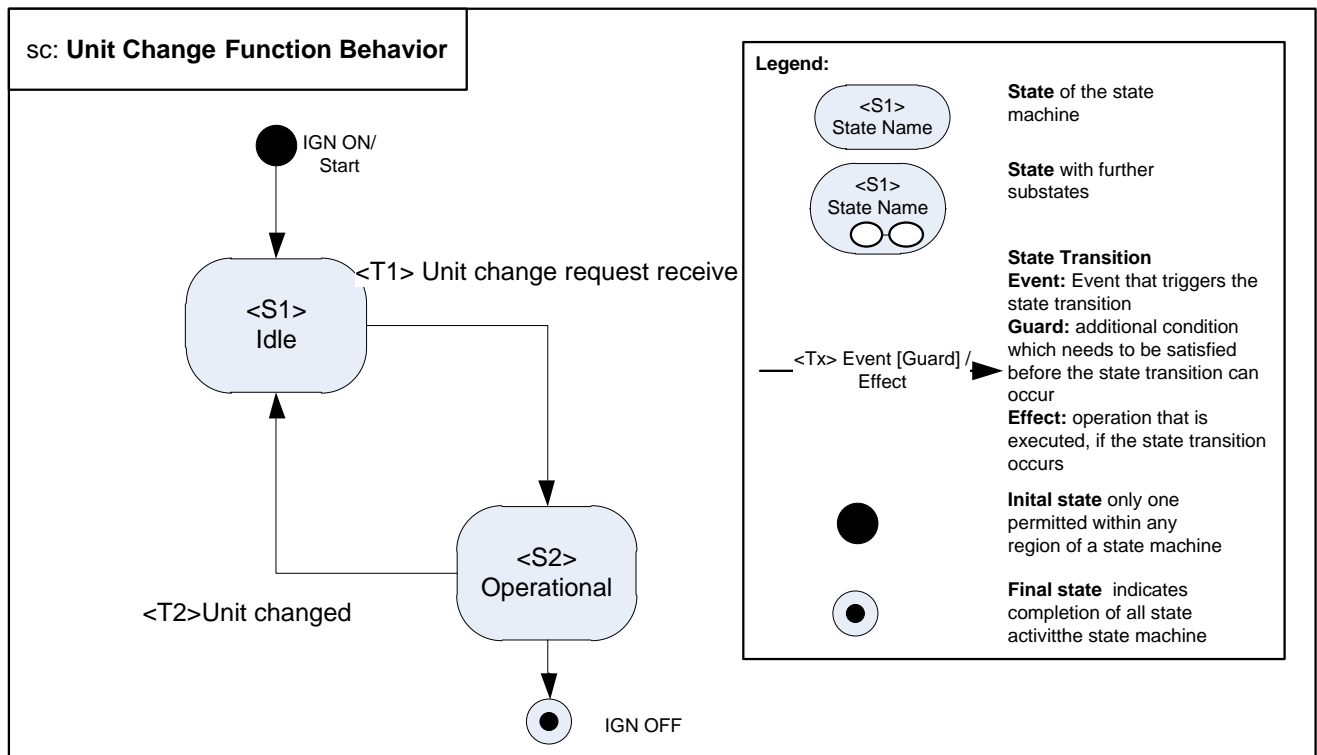 sc: Unit Change Function Behavior
IGN ON/
Start
<T1> Unit change request receive
<S1>
Idle
<S2>
Operational
<T2>Unit changed
IGN OFF
Legend:
<S1>
State Name
State of the state
machine
<S1>
State Name
State with further
substates
<Tx> Event [Guard] /
Effect
State Transition
Event: Event that triggers the
state transition
Guard: additional condition
which needs to be satisfied
before the state transition can
occur
Effect: operation that is
executed, if the state transition
occurs
Inital state only one
permitted within any
region of a state machine
Final state indicates
completion of all state
activitthe state machine